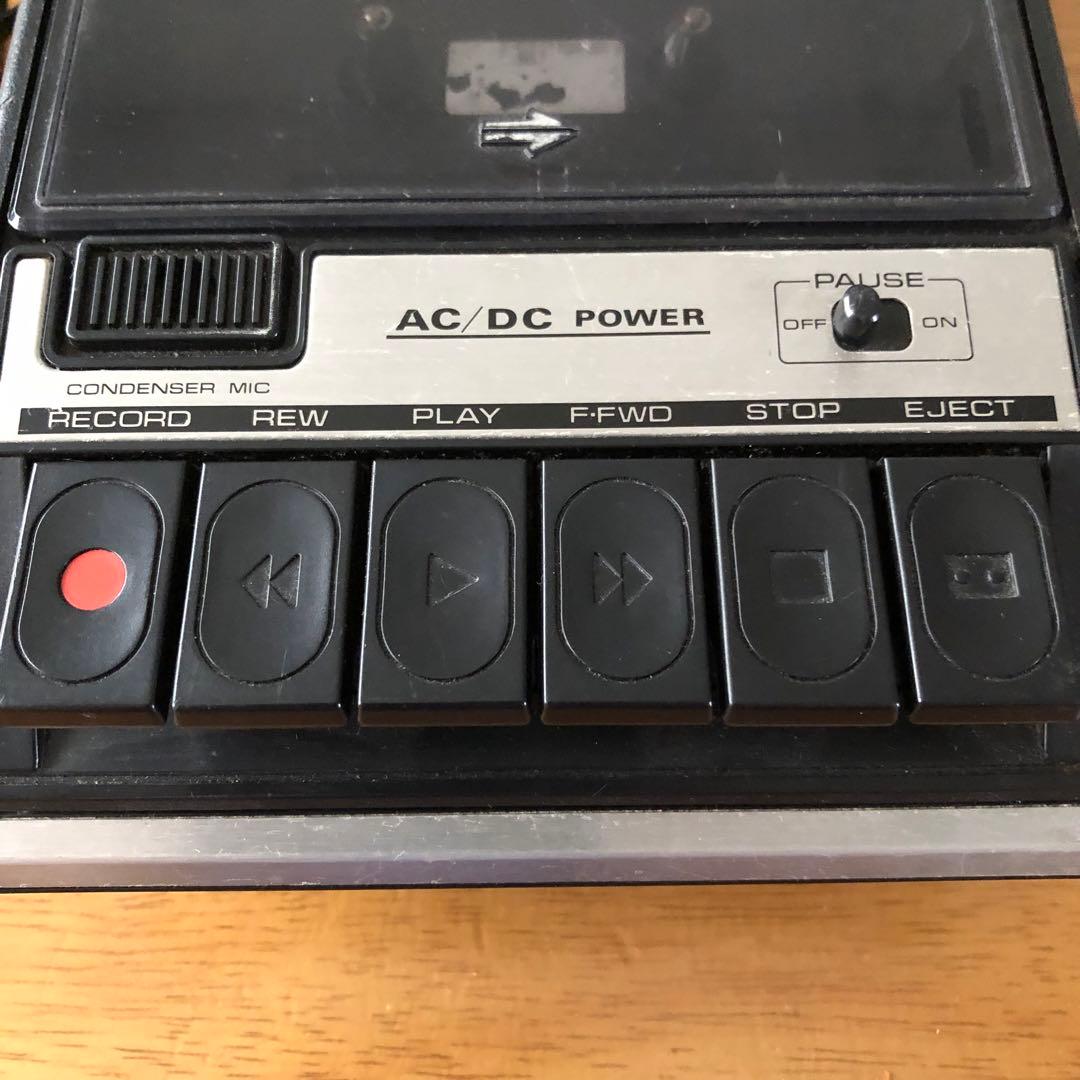 PAUSE
OFF ON
AC/DC POWER
CONDENSER MIC
RECORD REW PLAY F·FWD STOP EJECT